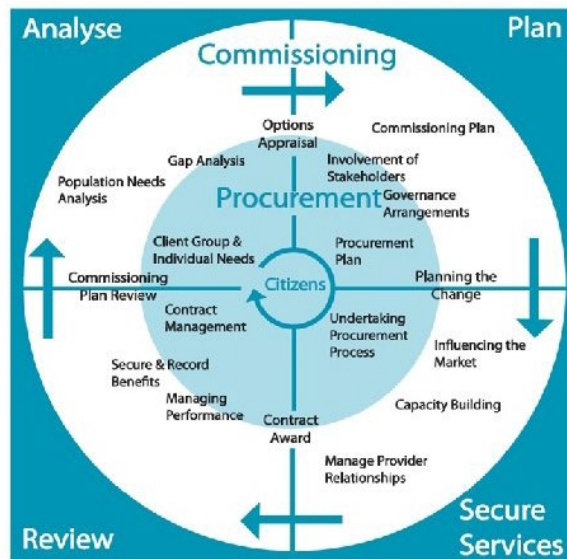 Analyse
Plan
Commissioning
Options
Appraisal
Commissioning Plan
Gap Analysis
Involvement of
Stakeholders
Population Needs
Analysis
Procurement
Governance
Arrangements
Client Group &
Individual Needs
Procurement
Plan
Commissioning
Plan Review
Citizens
Planning the
Change
Contract
Management
Undertaking
Procurement
Process
Influencing the
Market
Secure & Record
Benefits
Managing
Performance
Capacity Building
Contract
Award
Manage Provider
Relationships
Review
Secure
Services